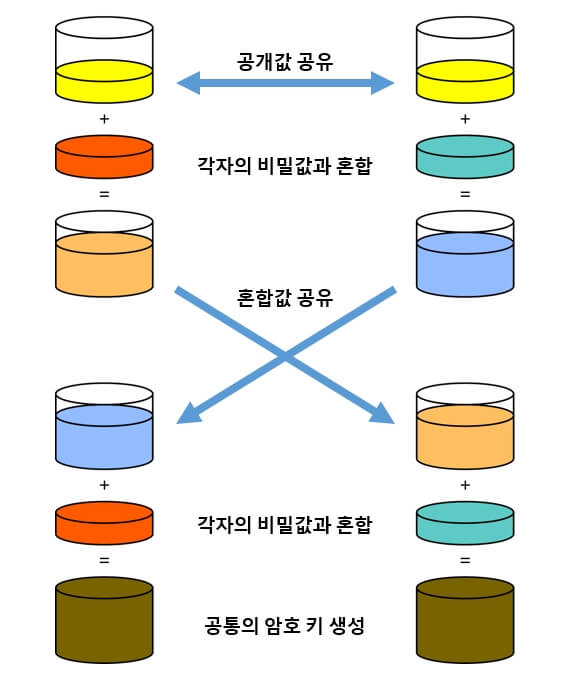 공개값 공유
+ +
각자의 비밀값과 혼합
= =
혼합값 공유
+ +
각자의 비밀값과 혼합
= =
공통의 암호 키 생성